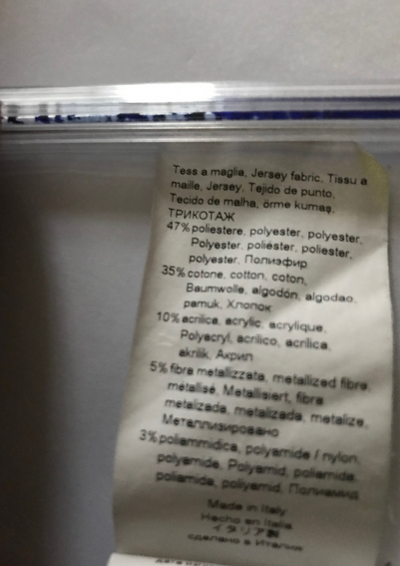 Tess a maglia, Jersey fabric, Tissu a
maille, Jersey, Tejido de punto,
Tecido de malha, örme kumaş,
ТРИКОТАЖ
47% poliestere, polyester, polyester,
Polyester, poliéster, poliester,
polyester, Полиэфир
35% cotone, cotton, coton,
Baumwolle, algodón, algodao,
pamuk, Хлопок
10% acrilica, acrylic, acrylique,
Polyacryl, acrilico, acrilica,
akrilik, Акрил
5% fibra metallizzata, metallized fibre,
métallisé, Metallisiert, fibra
metalizada, metalizada, metalize,
Металлизировано
3% poliammidica, polyamide / nylon,
polyamide, Polyamid, poliamida,
poliamida, poliyamid, Полиамид
Made in Italy
Hecho en Italia
イタリア製
сделано в Италии